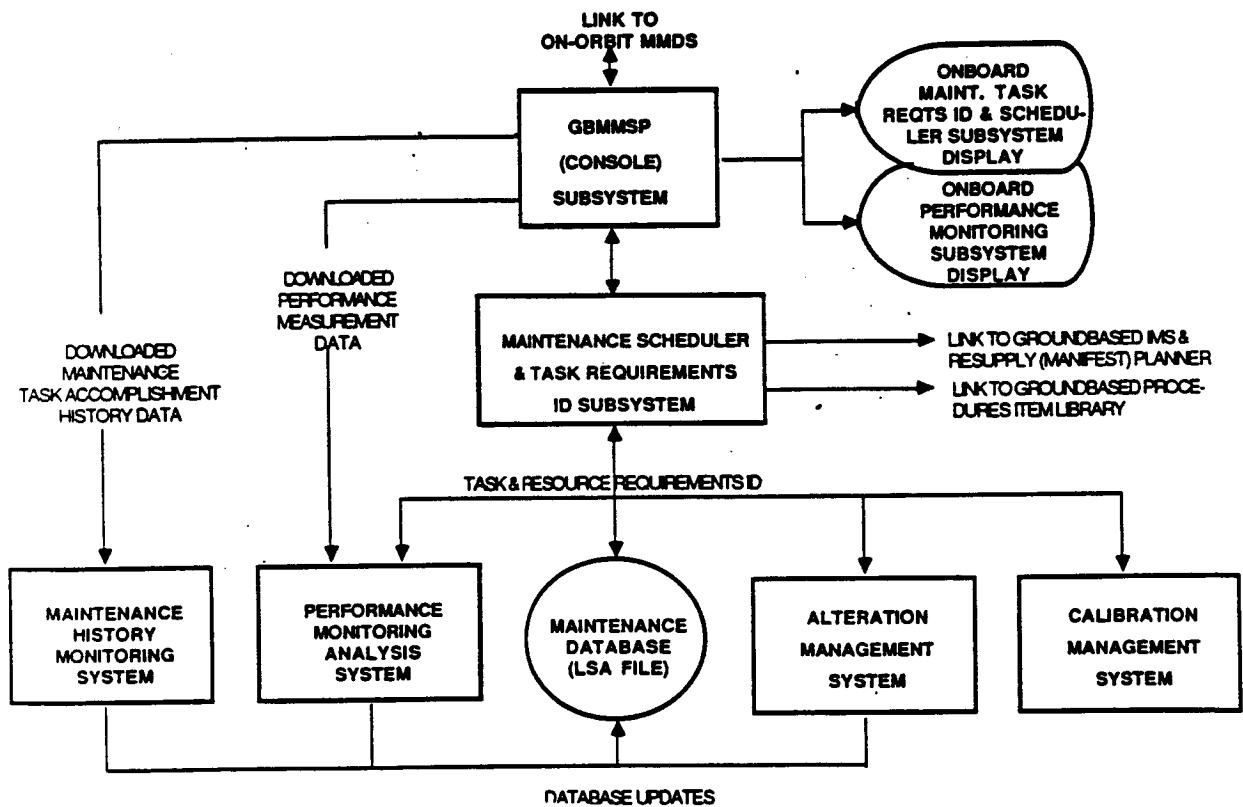 LINK TO
ON-ORBIT MMDS
GBMMSP
(CONSOLE)
SUBSYSTEM
ONBOARD
MAINT. TASK
REQTS ID & SCHEDU-
LER SUBSYSTEM
DISPLAY
ONBOARD
PERFORMANCE
MONITORING
SUBSYSTEM
DISPLAY
DOWNLOADED
PERFORMANCE
MEASUREMENT
DATA
DOWNLOADED
MAINTENANCE
TASK ACCOMPLISHMENT
HISTORY DATA
MAINTENANCE SCHEDULER
& TASK REQUIREMENTS
ID SUBSYSTEM
LINK TO GROUNDBASED IMS &
RESUPPLY (MANIFEST) PLANNER
LINK TO GROUNDBASED PROCE-
DURES ITEM LIBRARY
TASK & RESOURCE REQUIREMENTS ID
MAINTENANCE
HISTORY
MONITORING
SYSTEM
PERFORMANCE
MONITORING
ANALYSIS
SYSTEM
MAINTENANCE
DATABASE
(LSA FILE)
ALTERATION
MANAGEMENT
SYSTEM
CALIBRATION
MANAGEMENT
SYSTEM
DATABASE UPDATES